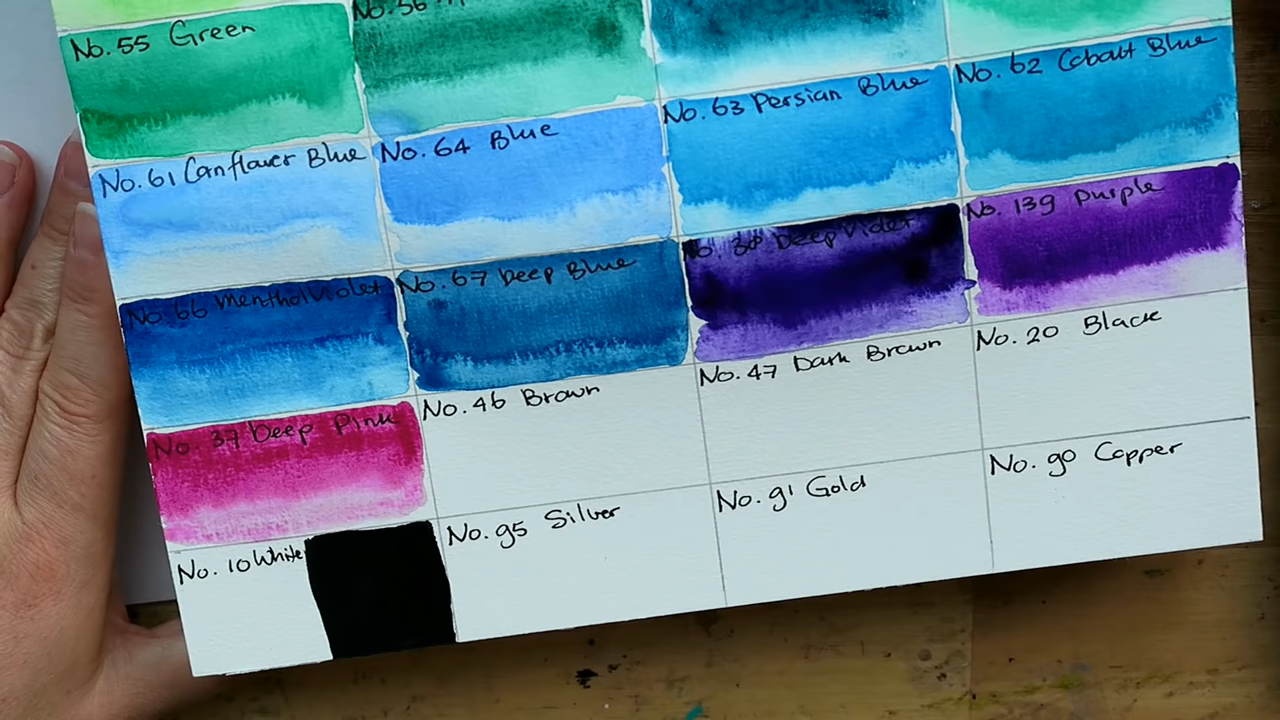 No. 55 Green
No. 56
No. 61 Cornflower Blue
No. 64 Blue
No. 63 Persian Blue
No. 62 Cobalt Blue
No. 66 Menthol Violet
No. 67 Deep Blue
No. 38 Deep Violet
No. 139 Purple
No. 37 Deep Pink
No. 46 Brown
No. 47 Dark Brown
No. 20 Black
No. 10 White
No. 95 Silver
No. 91 Gold
No. 90 Copper